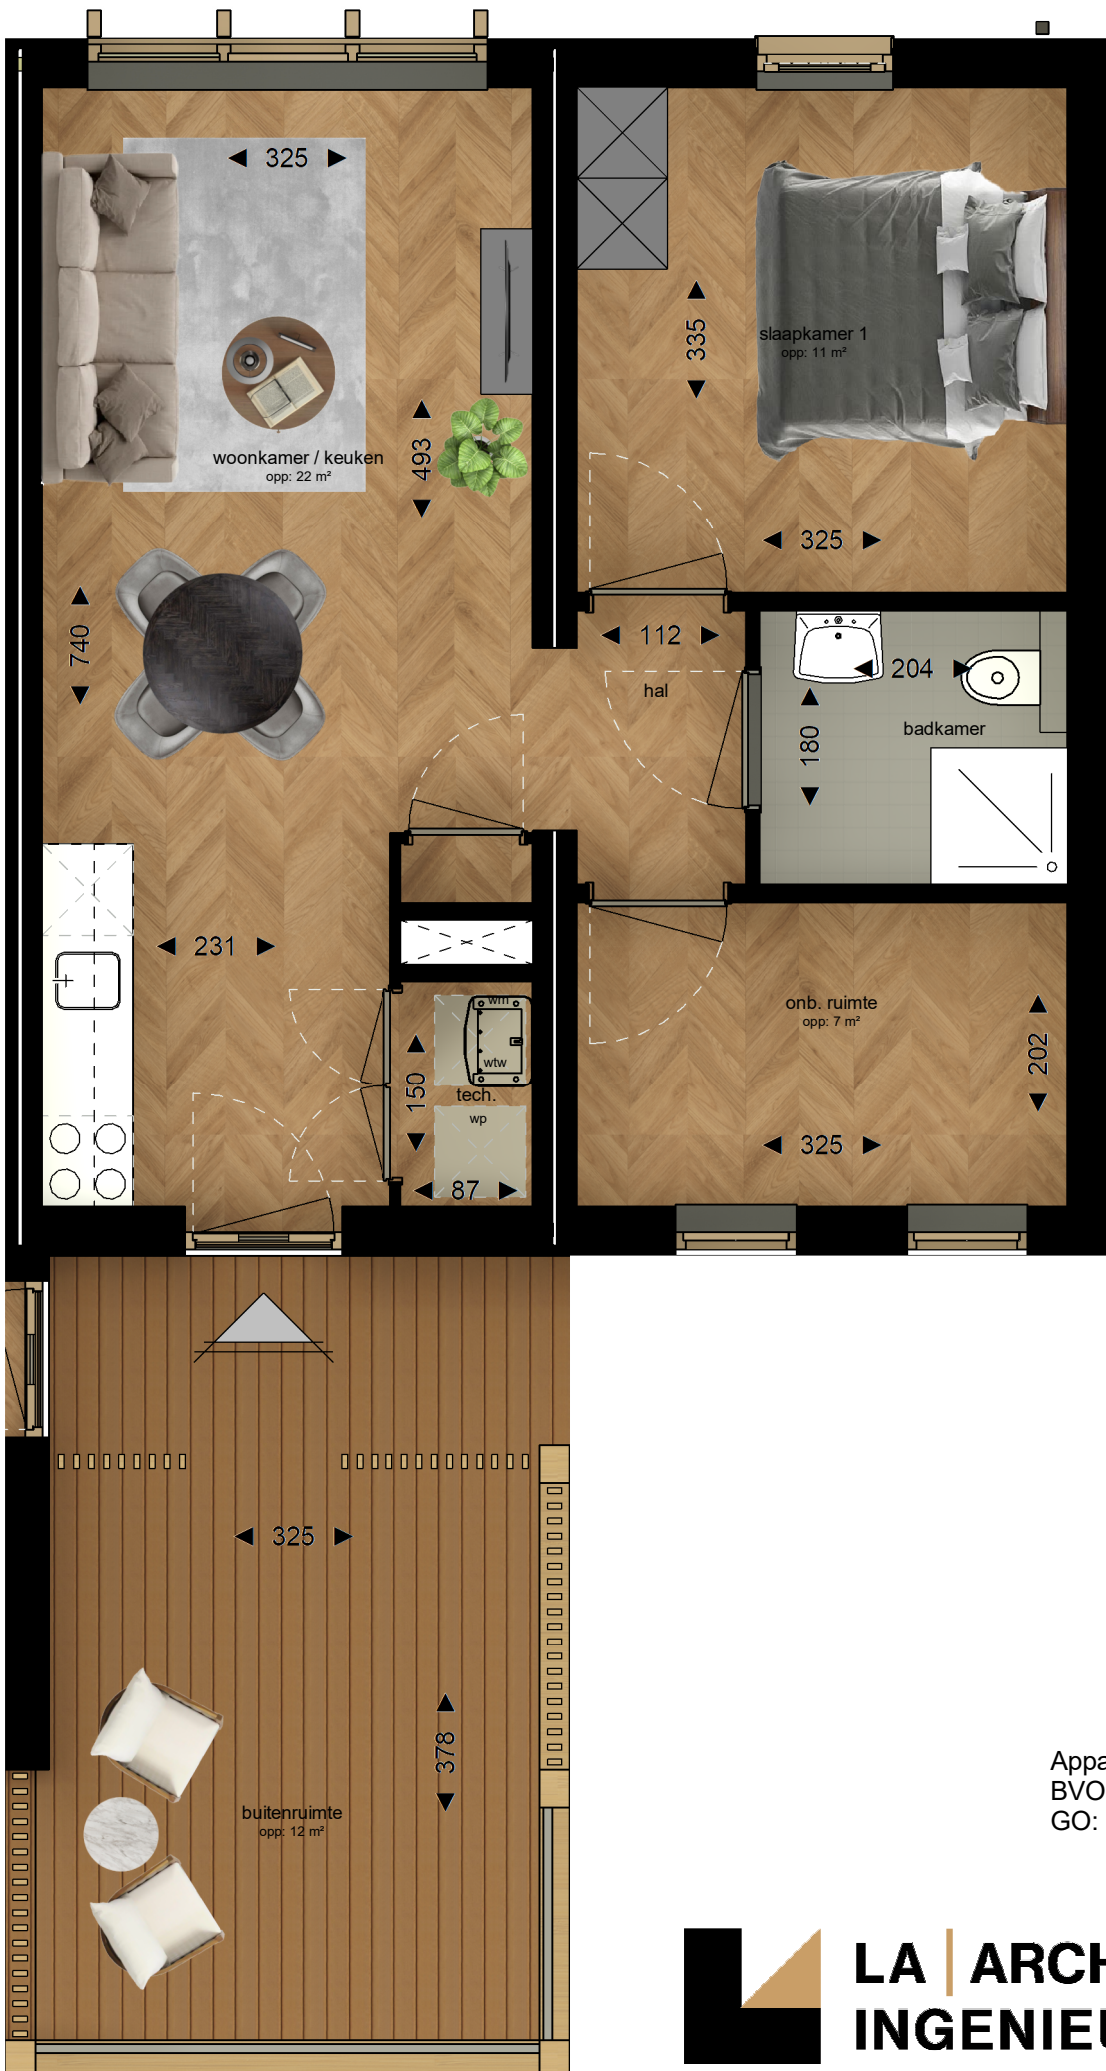 325
335
slaapkamer 1
opp: 11 m²
493
woonkamer / keuken
opp: 22 m²
325
740
112
204
hal
180
badkamer
231
wm
wtw
150
tech.
wp
87
onb. ruimte
opp: 7 m²
202
325
325
378
buitenruimte
opp: 12 m²
BVO
GO:
LA | ARCH
INGENIEU